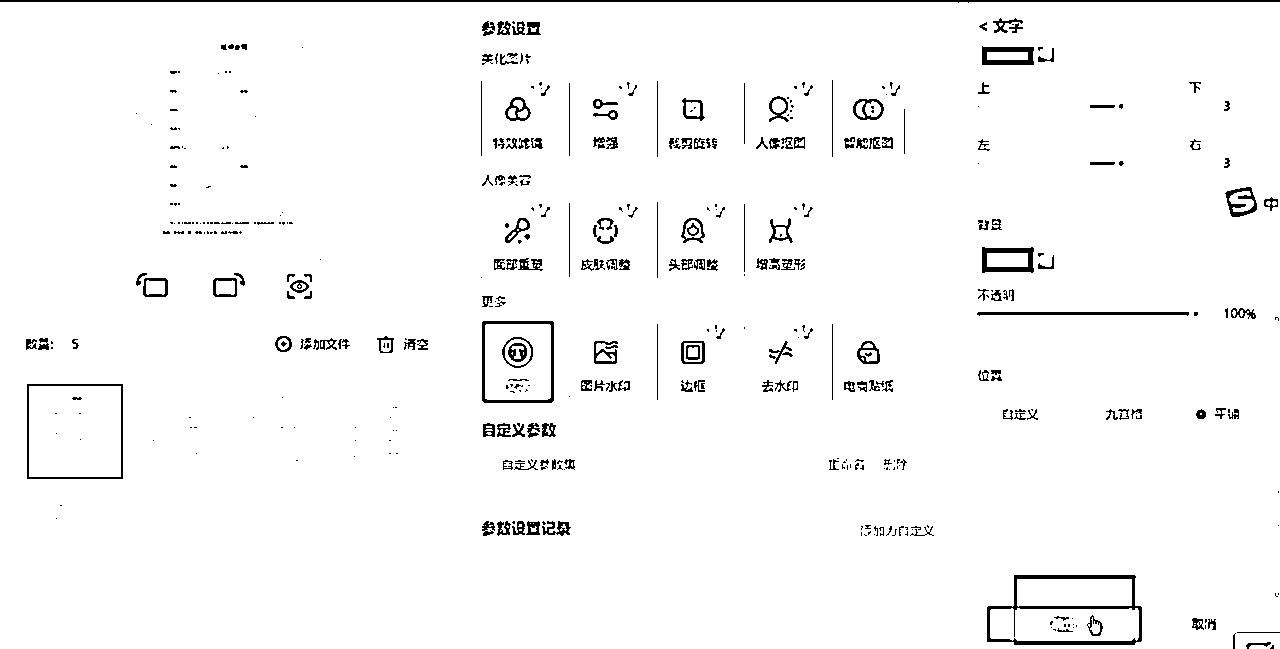 参数设置
美化图片
特效滤镜 增强 裁剪旋转 人像抠图 智能抠图
人像美容
面部重塑 皮肤调整 头部调整 增高塑形
更多
图片水印 边框 去水印 电商贴纸
自定义参数
自定义参数集 重命名 删除
参数设置记录
添加为自定义
数量: 5 添加文件 清空
< 文字
上 下
3
左 右
3
中
背景
不透明
100%
位置
自定义 九宫格 平铺
取消